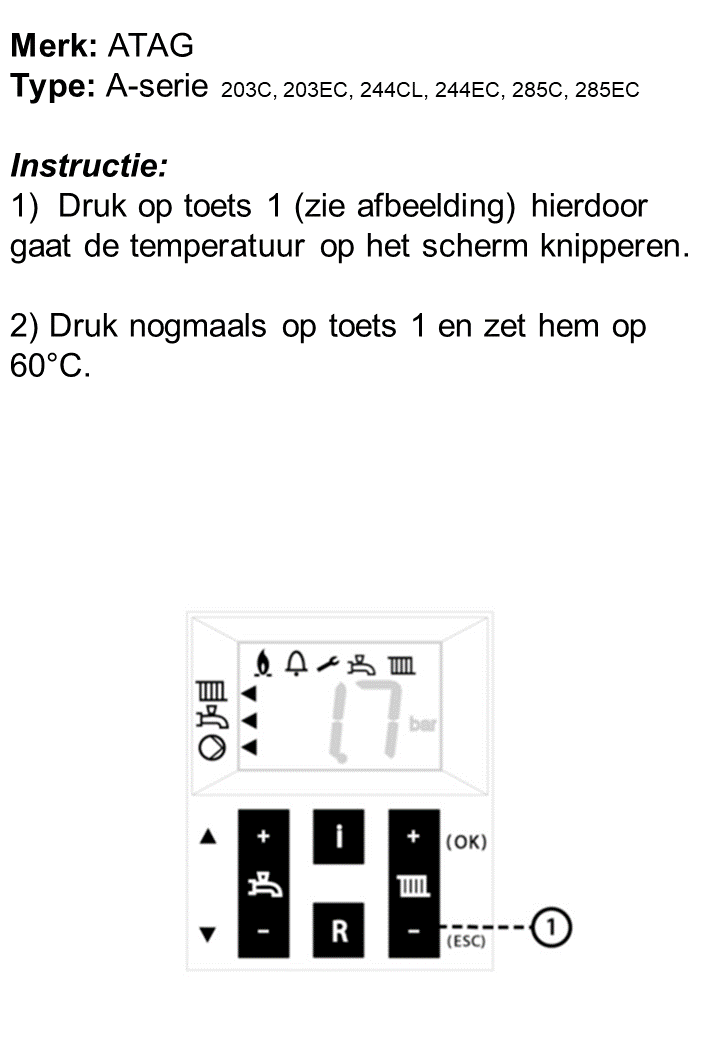 Merk: ATAG
Type: A-serie 203C, 203EC, 244CL, 244EC, 285C, 285EC
Instructie:
1) Druk op toets 1 (zie afbeelding) hierdoor
gaat de temperatuur op het scherm knipperen.
2) Druk nogmaals op toets 1 en zet hem op
60°C.
1.7 bar
+ i + (OK)
- R - (ESC) 1